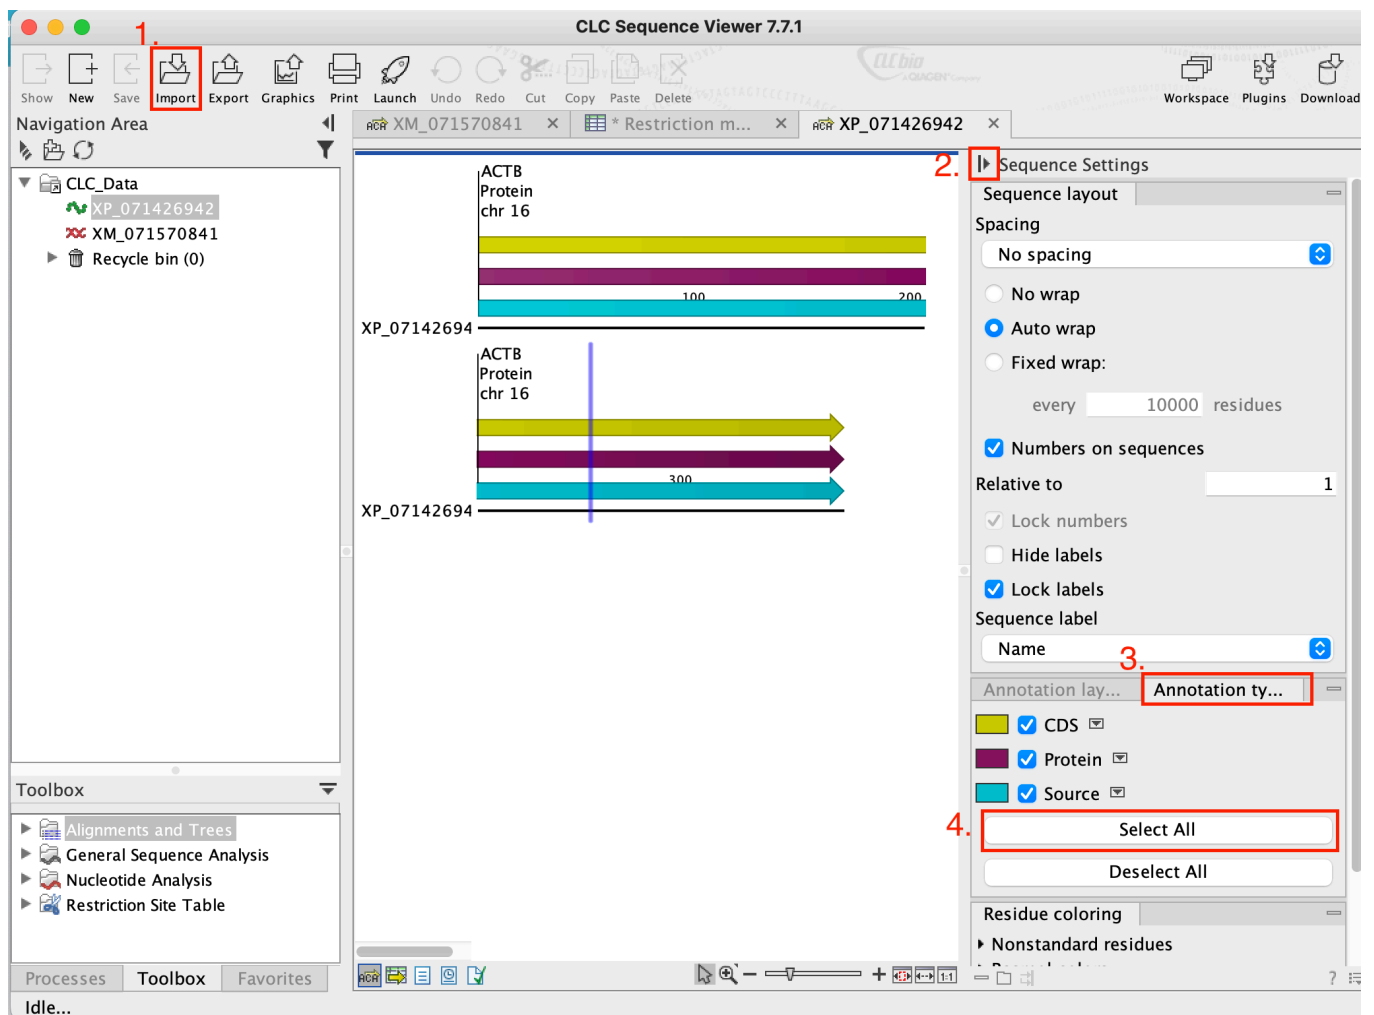 CLC Sequence Viewer 7.7.1
1.
Show New Save Import Export Graphics Print Launch Undo Redo Cut Copy Paste Delete Workspace Plugins Download
CLC bio
A QIAGEN Company
Navigation Area
XM_071570841
* Restriction m...
XP_071426942
CLC_Data
XP_071426942
XM_071570841
Recycle bin (0)
ACTB
Protein
chr 16
100 200
XP_07142694
ACTB
Protein
chr 16
300
XP_07142694
2.
Sequence Settings
Sequence layout
Spacing
No spacing
No wrap
Auto wrap
Fixed wrap:
every 10000 residues
Numbers on sequences
Relative to 1
Lock numbers
Hide labels
Lock labels
Sequence label
Name
3.
Annotation lay... Annotation ty...
CDS
Protein
Source
4.
Select All
Deselect All
Residue coloring
Nonstandard residues
Toolbox
Alignments and Trees
General Sequence Analysis
Nucleotide Analysis
Restriction Site Table
Processes Toolbox Favorites
Idle...